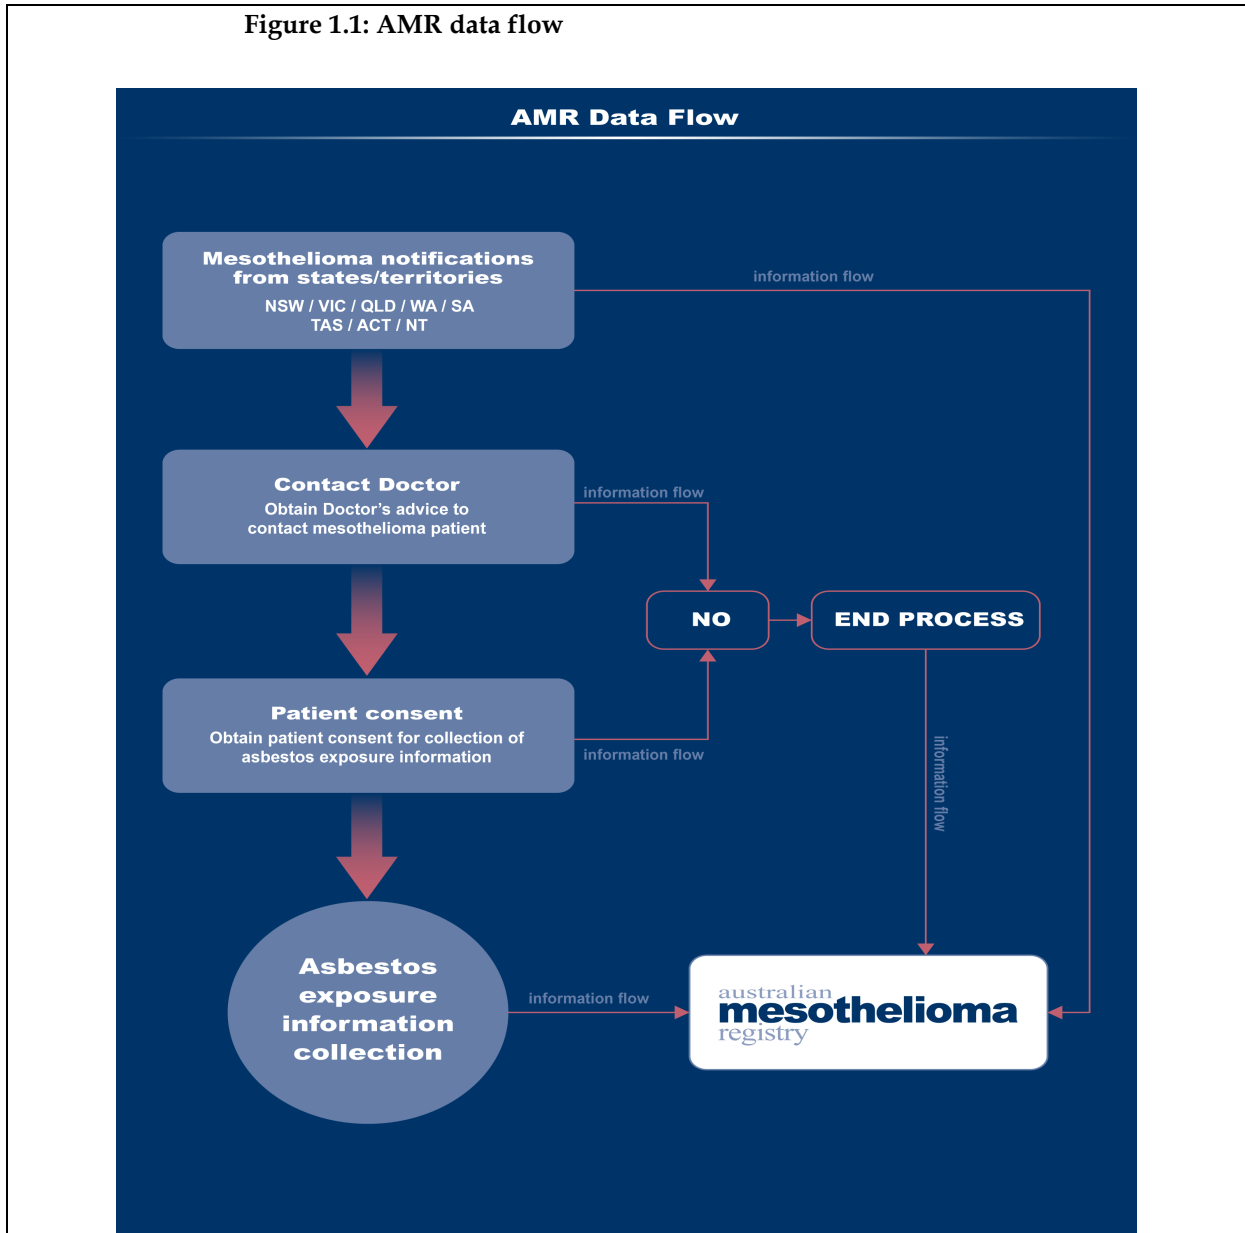 Figure 1.1: AMR data flow
AMR Data Flow
Mesothelioma notifications
from states/territories
NSW / VIC / QLD / WA / SA
TAS / ACT / NT
information flow
Contact Doctor
Obtain Doctor's advice to
contact mesothelioma patient
information flow
NO
END PROCESS
Patient consent
Obtain patient consent for collection of
asbestos exposure information
information flow
information flow
Asbestos
exposure
information
collection
information flow
australian
mesothelioma
registry